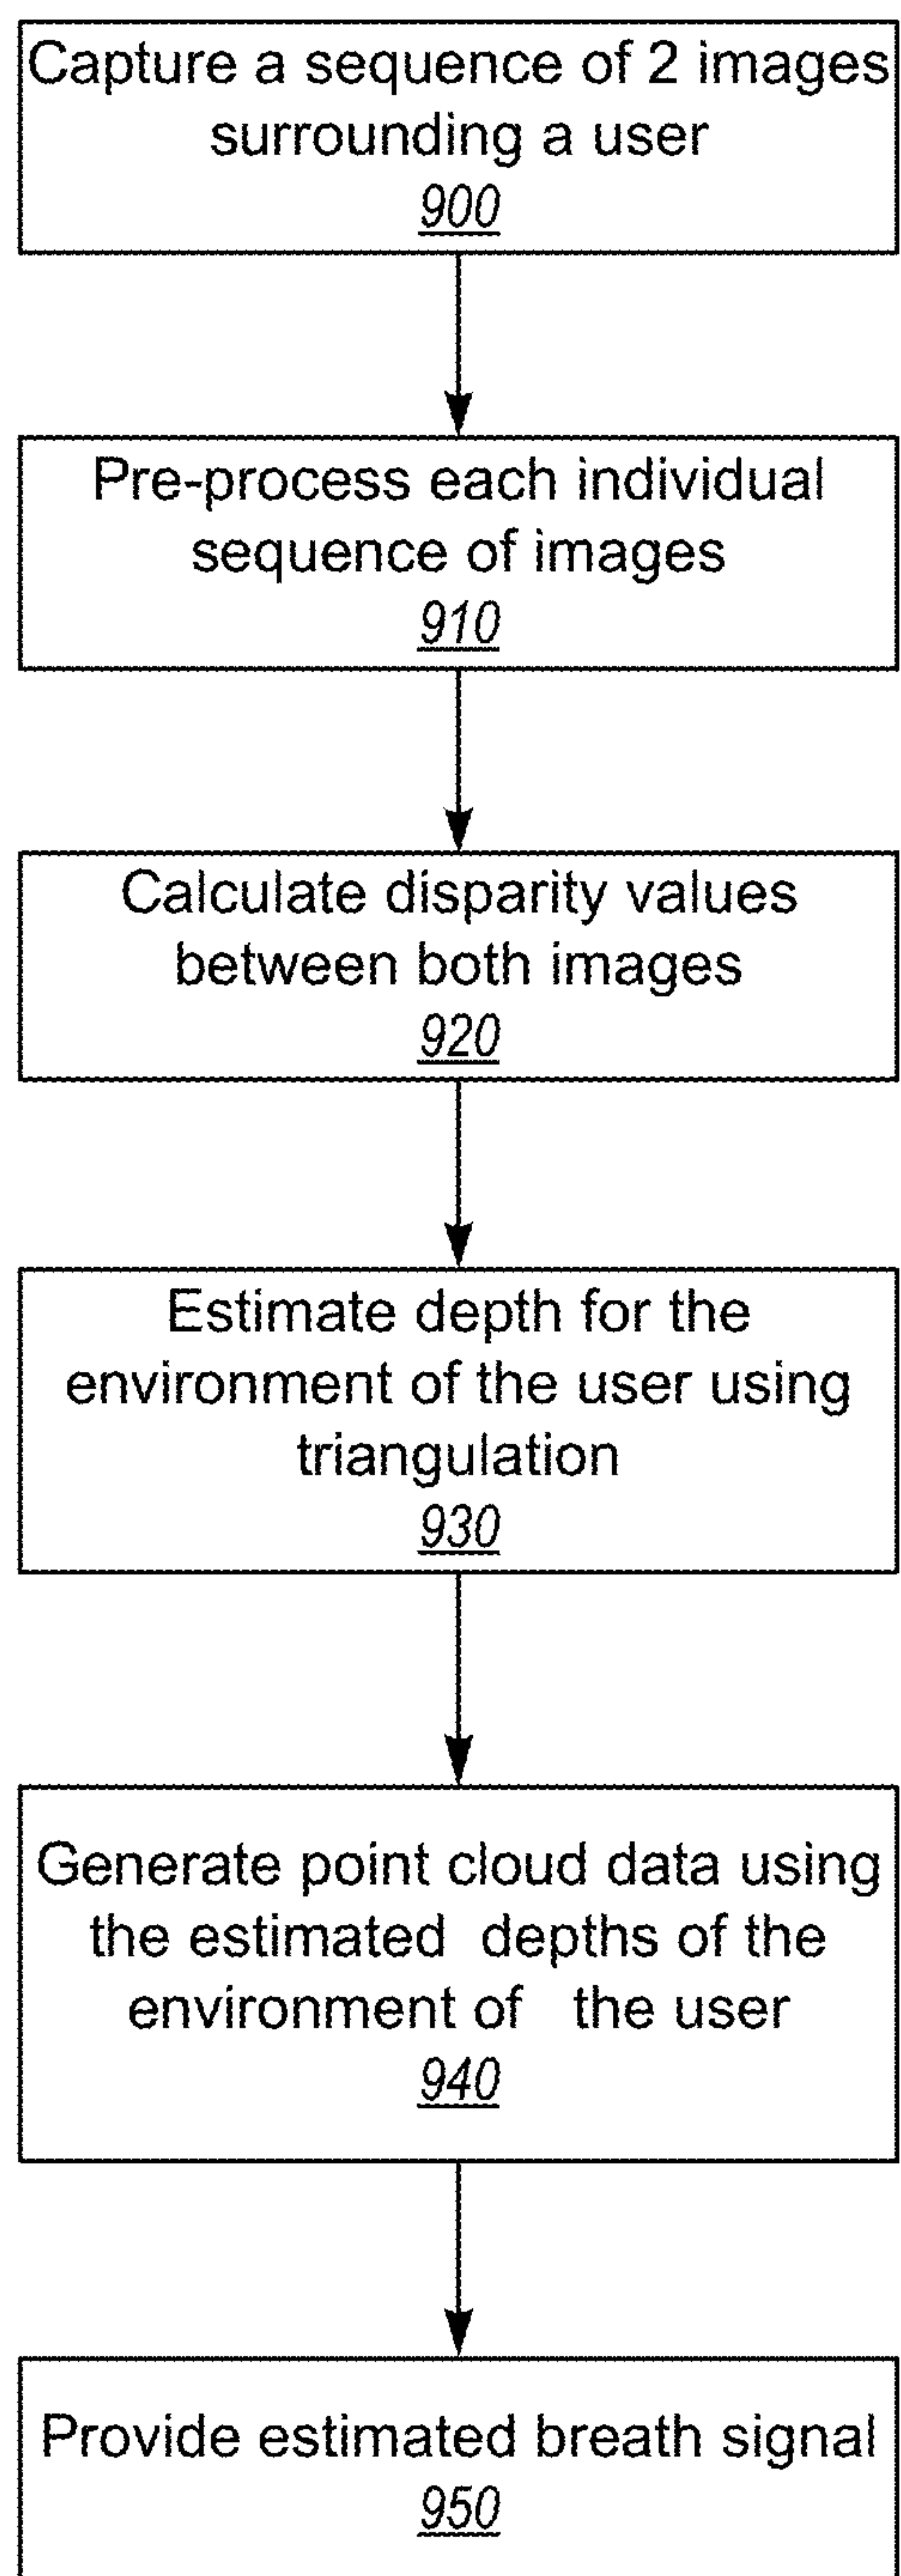 Capture a sequence of 2 images
surrounding a user
900
Pre-process each individual
sequence of images
910
Calculate disparity values
between both images
920
Estimate depth for the
environment of the user using
triangulation
930
Generate point cloud data using
the estimated depths of the
environment of the user
940
Provide estimated breath signal
950